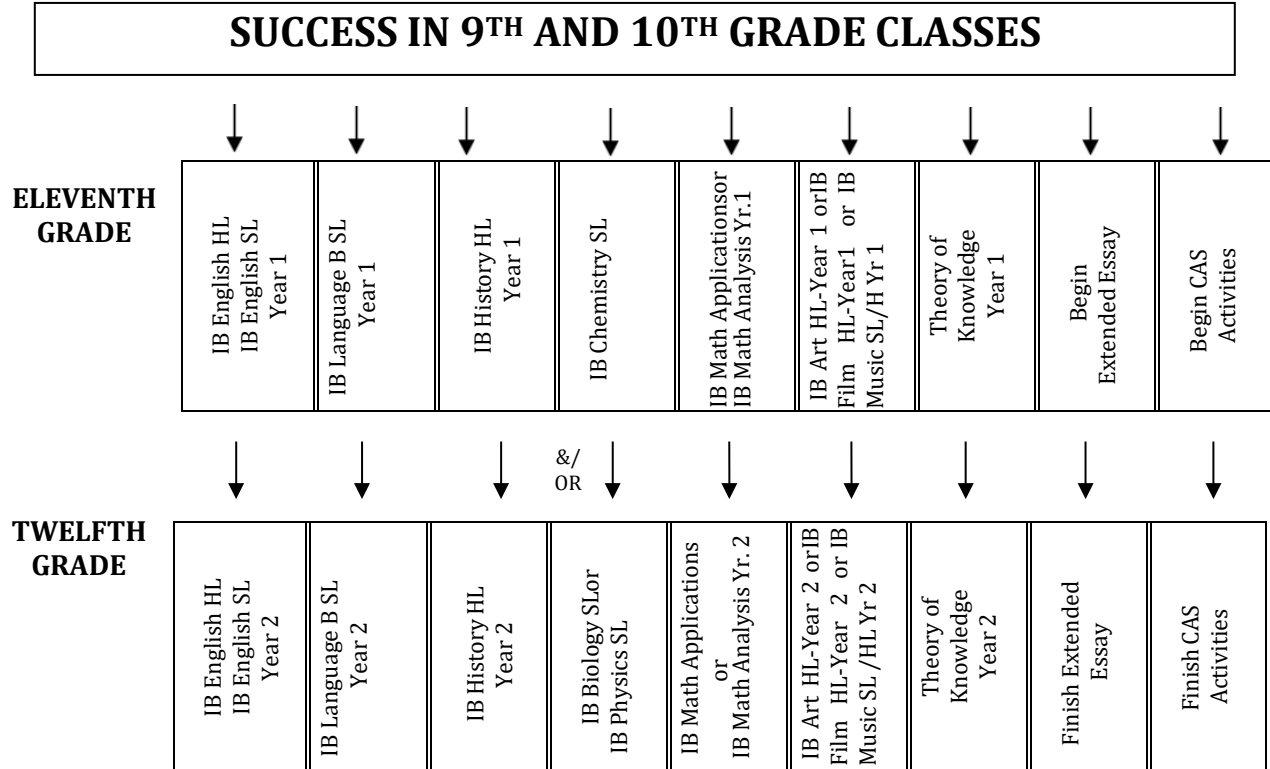 SUCCESS IN 9TH AND 10TH GRADE CLASSES
ELEVENTH
GRADE
IB English HL
IB English SL
Year 1
IB Language B SL
Year 1
IB History HL
Year 1
IB Chemistry SL
IB Math Applicationsor
IB Math Analysis Yr.1
IB Art HL-Year 1 orIB
Film HL-Year1 or IB
Music SL/H Yr 1
Theory of
Knowledge
Year 1
Begin
Extended Essay
Begin CAS
Activities
&/
OR
TWELFTH
GRADE
IB English HL
IB English SL
Year 2
IB Language B SL
Year 2
IB History HL
Year 2
IB Biology SLor
IB Physics SL
IB Math Applications
or
IB Math Analysis Yr. 2
IB Art HL-Year 2 orIB
Film HL-Year 2 or IB
Music SL /HL Yr 2
Theory of
Knowledge
Year 2
Finish Extended
Essay
Finish CAS
Activities